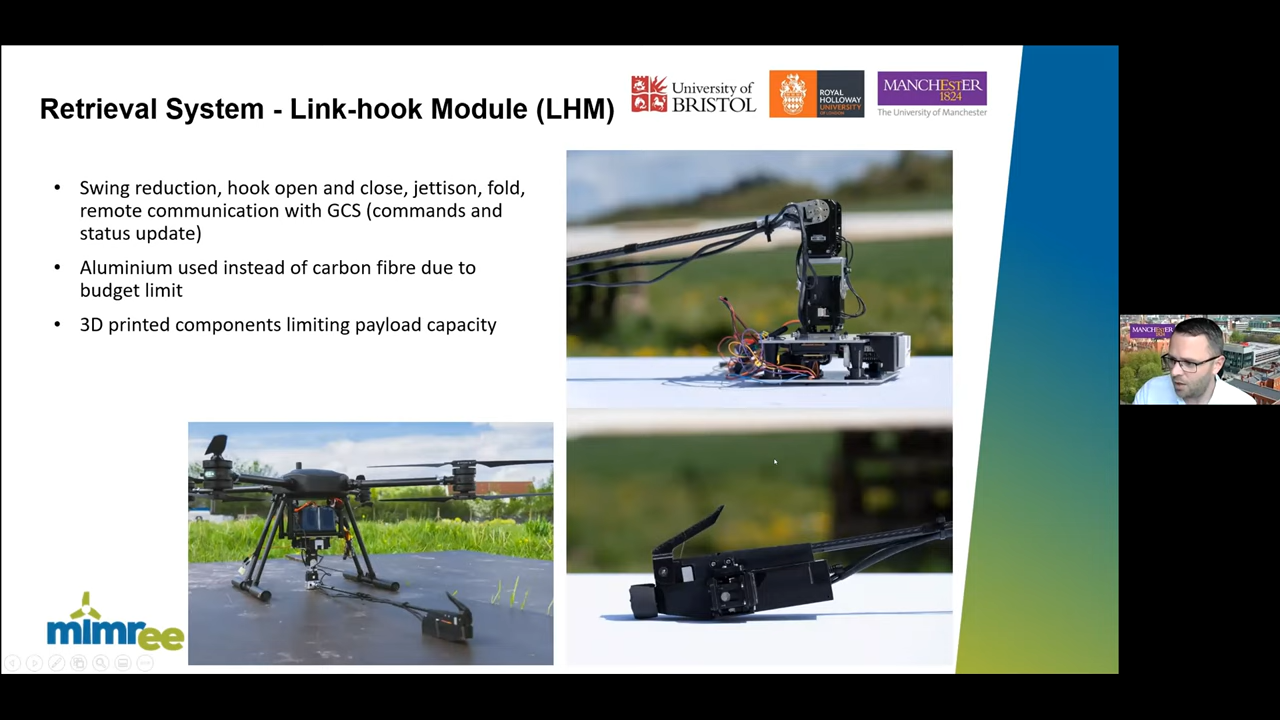 Retrieval System - Link-hook Module (LHM)
University of
BRISTOL
ROYAL
HOLLOWAY
UNIVERSITY
OF LONDON
MANCHESTER
1824
The University of Manchester
• Swing reduction, hook open and close, jettison, fold,
remote communication with GCS (commands and
status update)
• Aluminium used instead of carbon fibre due to
budget limit
• 3D printed components limiting payload capacity
mimree
MANCHESTER
1824